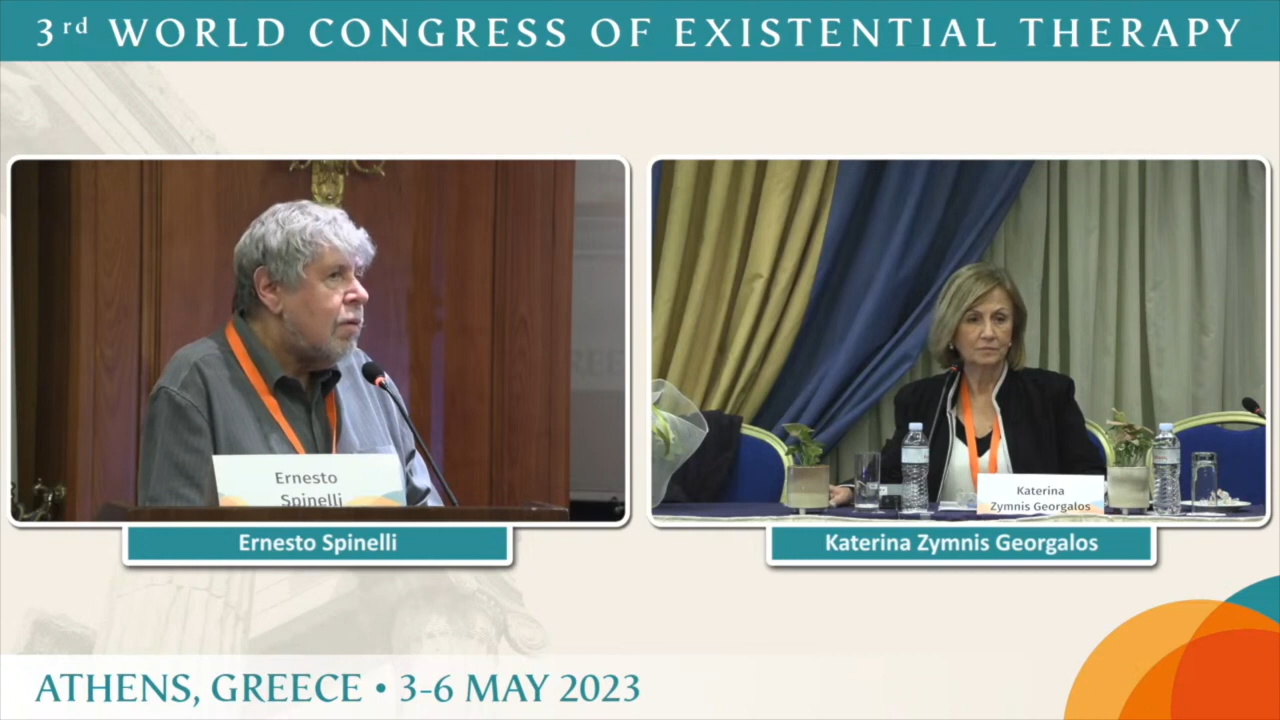 3rd WORLD CONGRESS OF EXISTENTIAL THERAPY
Ernesto
Spinelli
Katerina
Zymnis Georgalos
Ernesto Spinelli
Katerina Zymnis Georgalos
ATHENS, GREECE • 3-6 MAY 2023